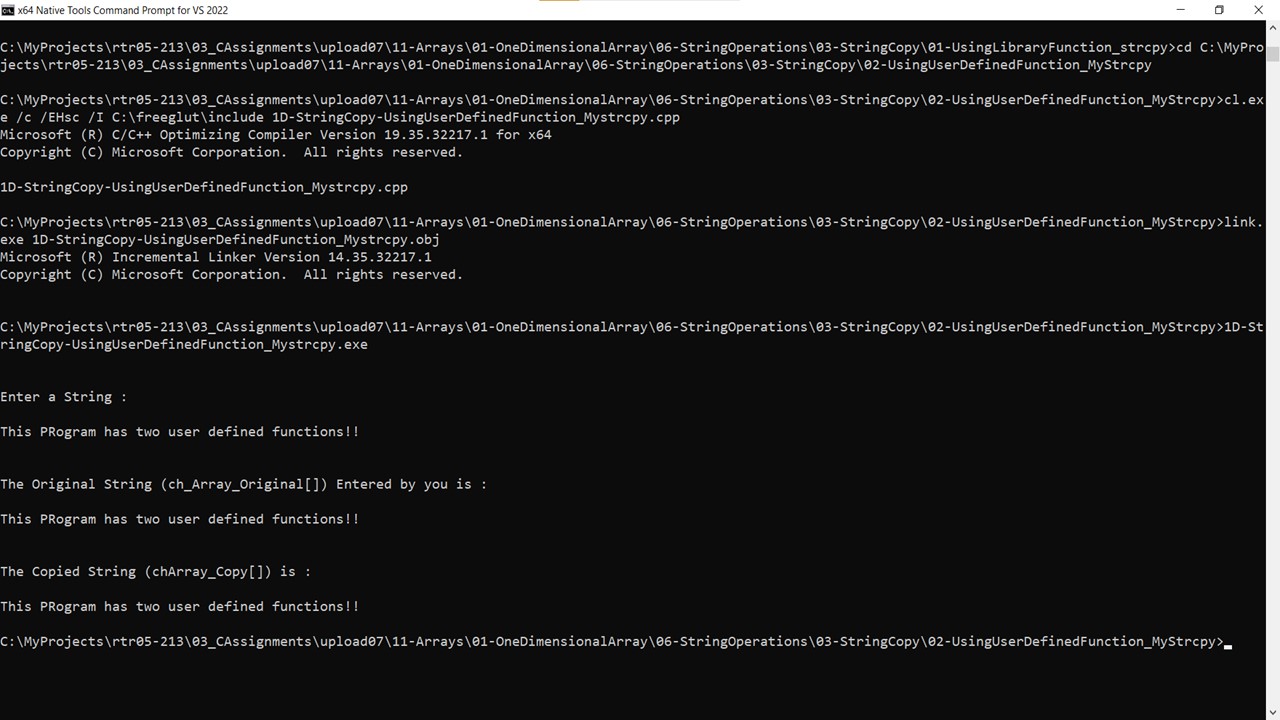 x64 Native Tools Command Prompt for VS 2022
C:\MyProjects\rtr05-213\03_CAssignments\upload07\11-Arrays\01-OneDimensionalArray\06-StringOperations\03-StringCopy\01-UsingLibraryFunction_strcpy>cd C:\MyPro
jects\rtr05-213\03_CAssignments\upload07\11-Arrays\01-OneDimensionalArray\06-StringOperations\03-StringCopy\02-UsingUserDefinedFunction_MyStrcpy
C:\MyProjects\rtr05-213\03_CAssignments\upload07\11-Arrays\01-OneDimensionalArray\06-StringOperations\03-StringCopy\02-UsingUserDefinedFunction_MyStrcpy>cl.ex
e /c /EHsc /I C:\freeglut\include 1D-StringCopy-UsingUserDefinedFunction_Mystrcpy.cpp
Microsoft (R) C/C++ Optimizing Compiler Version 19.35.32217.1 for x64
Copyright (C) Microsoft Corporation.  All rights reserved.
1D-StringCopy-UsingUserDefinedFunction_Mystrcpy.cpp
C:\MyProjects\rtr05-213\03_CAssignments\upload07\11-Arrays\01-OneDimensionalArray\06-StringOperations\03-StringCopy\02-UsingUserDefinedFunction_MyStrcpy>link.
exe 1D-StringCopy-UsingUserDefinedFunction_Mystrcpy.obj
Microsoft (R) Incremental Linker Version 14.35.32217.1
Copyright (C) Microsoft Corporation.  All rights reserved.
C:\MyProjects\rtr05-213\03_CAssignments\upload07\11-Arrays\01-OneDimensionalArray\06-StringOperations\03-StringCopy\02-UsingUserDefinedFunction_MyStrcpy>1D-St
ringCopy-UsingUserDefinedFunction_Mystrcpy.exe
Enter a String :
This PRogram has two user defined functions!!
The Original String (ch_Array_Original[]) Entered by you is :
This PRogram has two user defined functions!!
The Copied String (chArray_Copy[]) is :
This PRogram has two user defined functions!!
C:\MyProjects\rtr05-213\03_CAssignments\upload07\11-Arrays\01-OneDimensionalArray\06-StringOperations\03-StringCopy\02-UsingUserDefinedFunction_MyStrcpy>